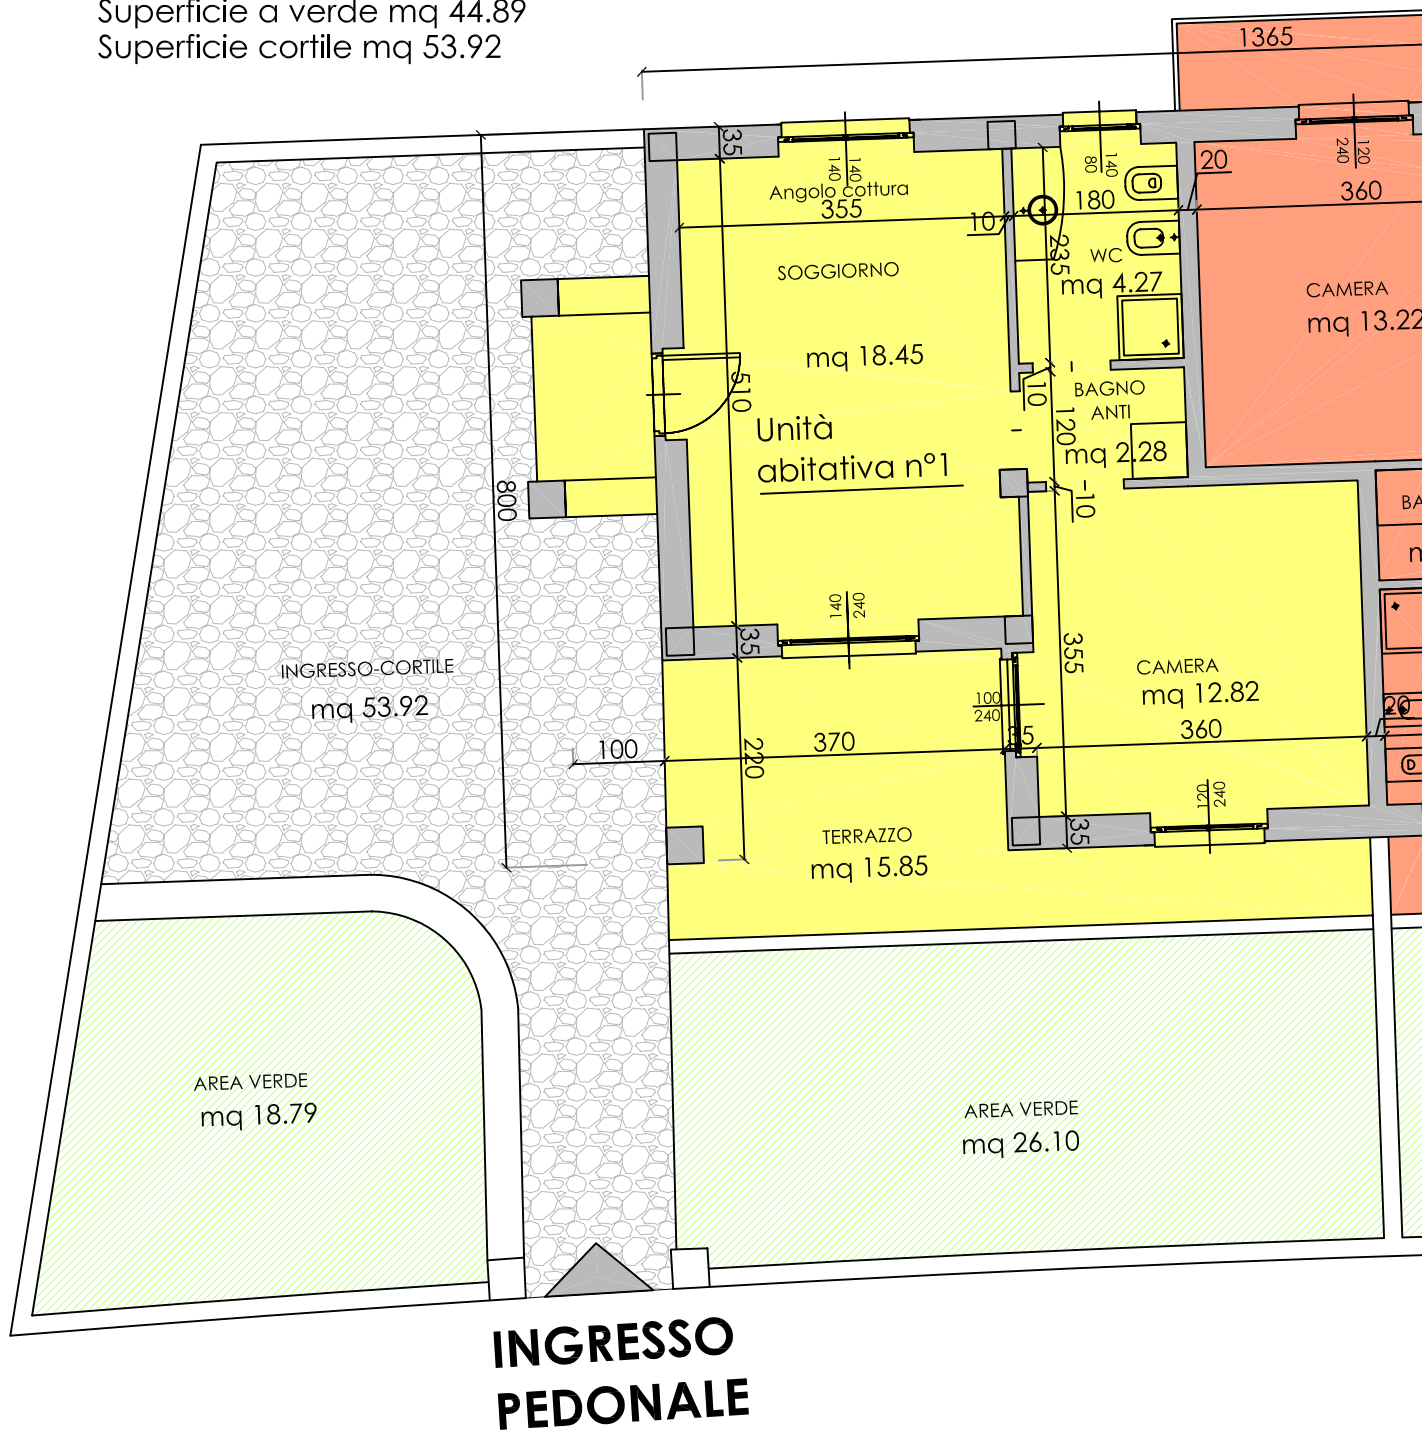 Superficie a verde mq 44.89
Superficie cortile mq 53.92
1365
35
140
140
80
140
240
120
20
Angolo cottura
355
10
180
360
235
WC
mq 4.27
SOGGIORNO
CAMERA
mq 13.22
mq 18.45
510
10
BAGNO
ANTI
120
mq 2.28
Unità
abitativa n°1
800
10
BA
140
240
35
355
INGRESSO-CORTILE
mq 53.92
CAMERA
mq 12.82
100
240
20
100
370
35
360
220
120
240
35
TERRAZZO
mq 15.85
AREA VERDE
mq 18.79
AREA VERDE
mq 26.10
INGRESSO
PEDONALE